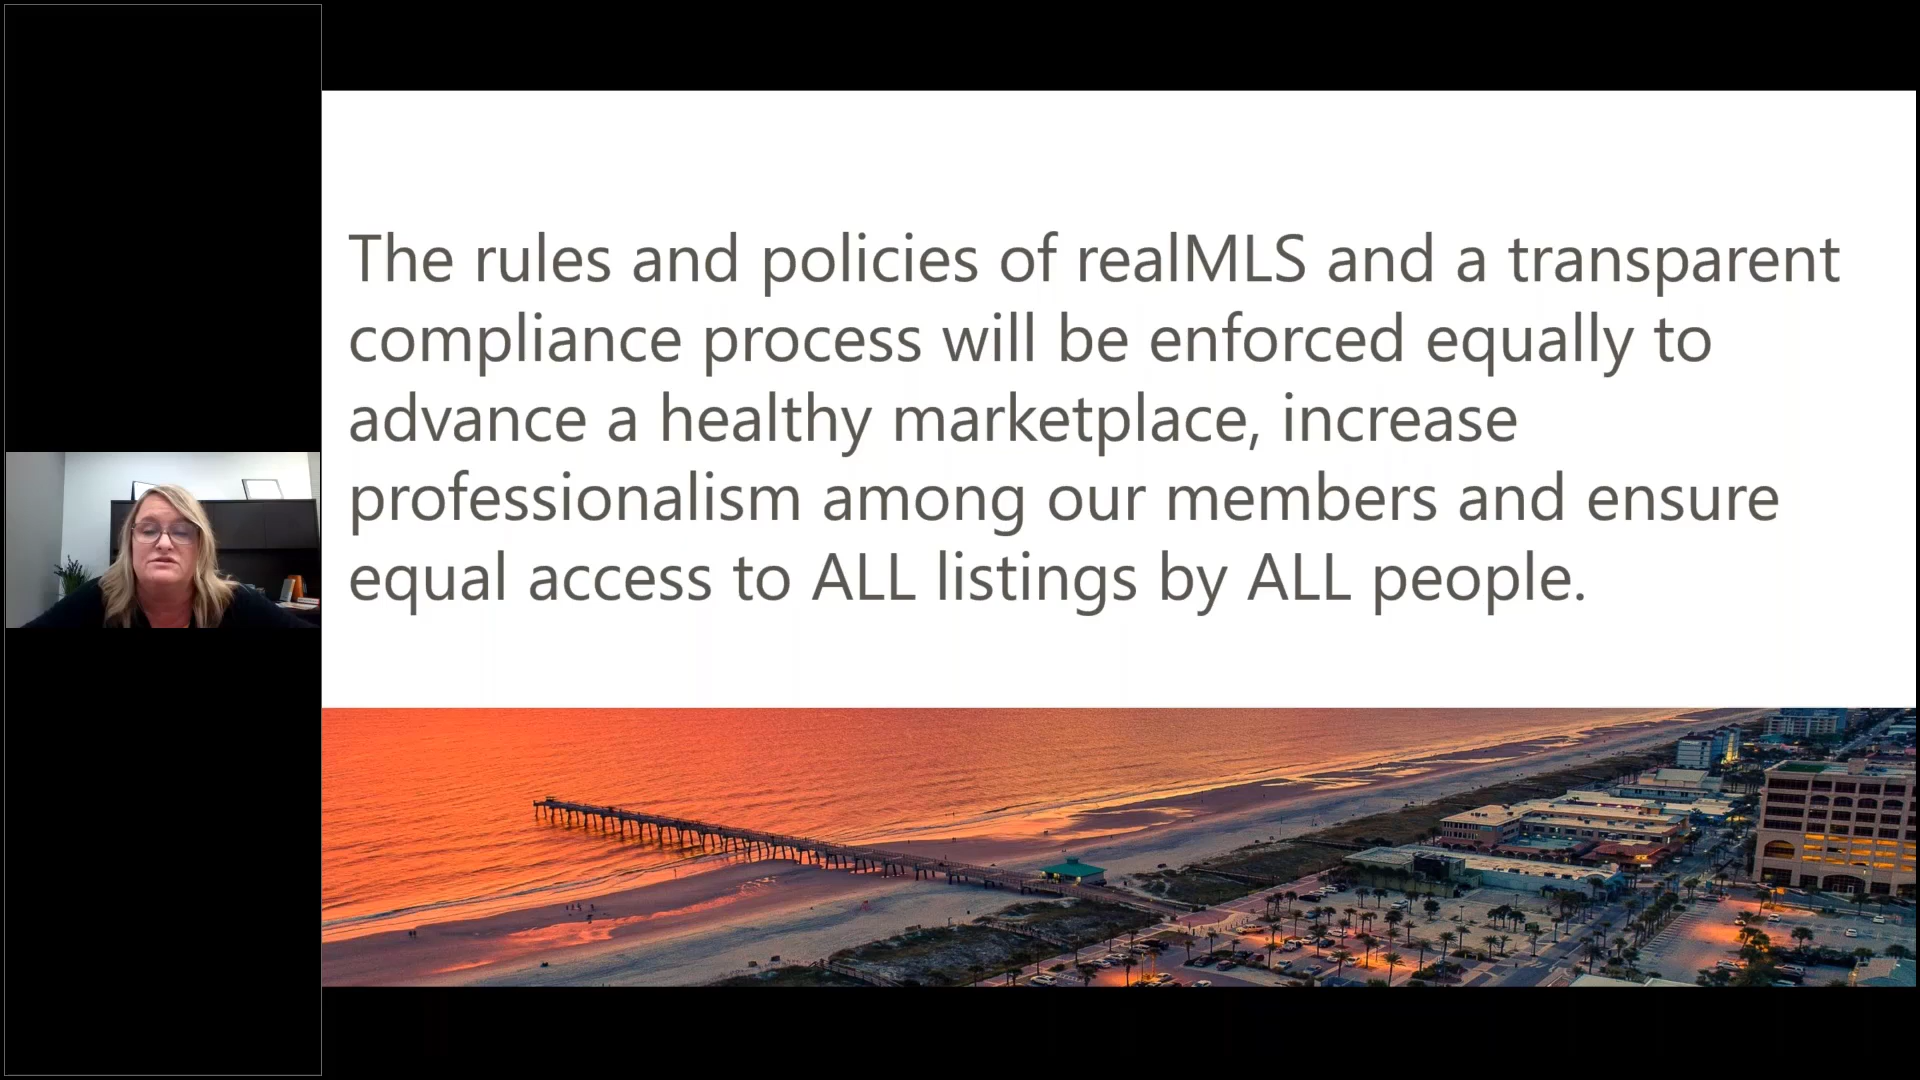 The rules and policies of realMLS and a transparent
compliance process will be enforced equally to
advance a healthy marketplace, increase
professionalism among our members and ensure
equal access to ALL listings by ALL people.